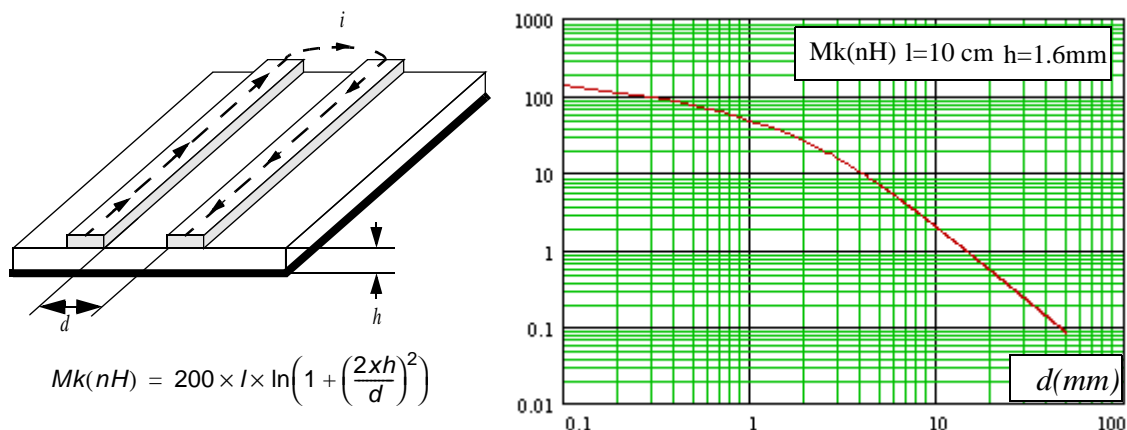 i
d
h
Mk(nH) = 200 × l × ln(1 + (2xh/d)²)
Mk(nH) l=10 cm h=1.6mm
1000
100
10
1
0.1
0.01
0.1 1 10 100
d(mm)